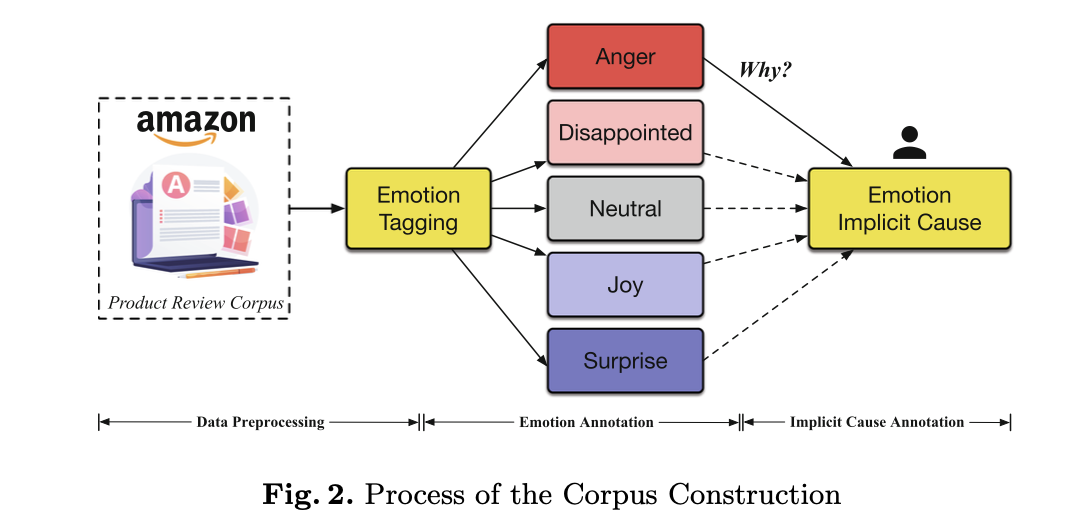 amazon
A
Product Review Corpus
Emotion
Tagging
Anger
Disappointed
Neutral
Joy
Surprise
Why?
Emotion
Implicit Cause
Data Preprocessing
Emotion Annotation
Implicit Cause Annotation
Fig. 2. Process of the Corpus Construction